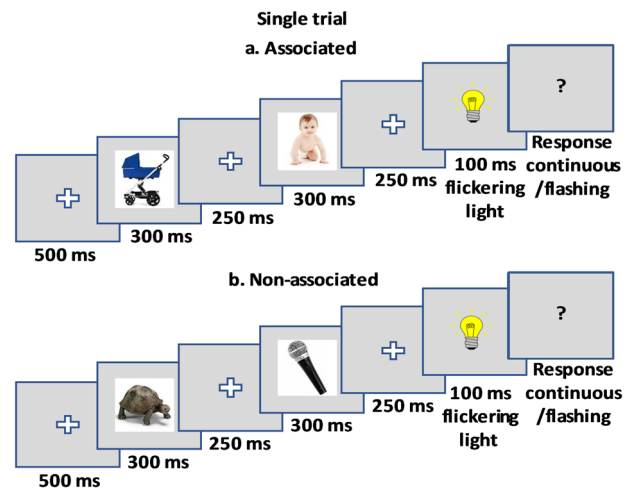 Single trial
a. Associated
500 ms
300 ms
250 ms
300 ms
250 ms
100 ms
flickering
light
?
Response
continuous
/flashing
b. Non-associated
500 ms
300 ms
250 ms
300 ms
250 ms
100 ms
flickering
light
?
Response
continuous
/flashing